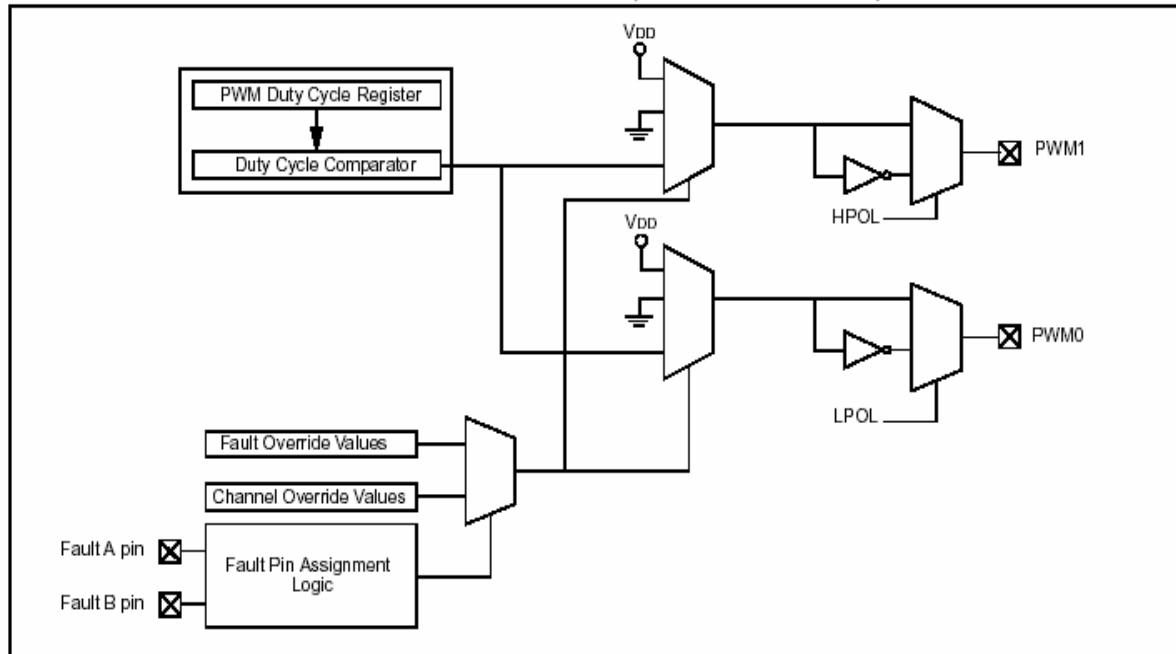 VDD
PWM Duty Cycle Register
Duty Cycle Comparator
PWM1
HPOL
VDD
PWM0
LPOL
Fault Override Values
Channel Override Values
Fault A pin
Fault Pin Assignment
Logic
Fault B pin